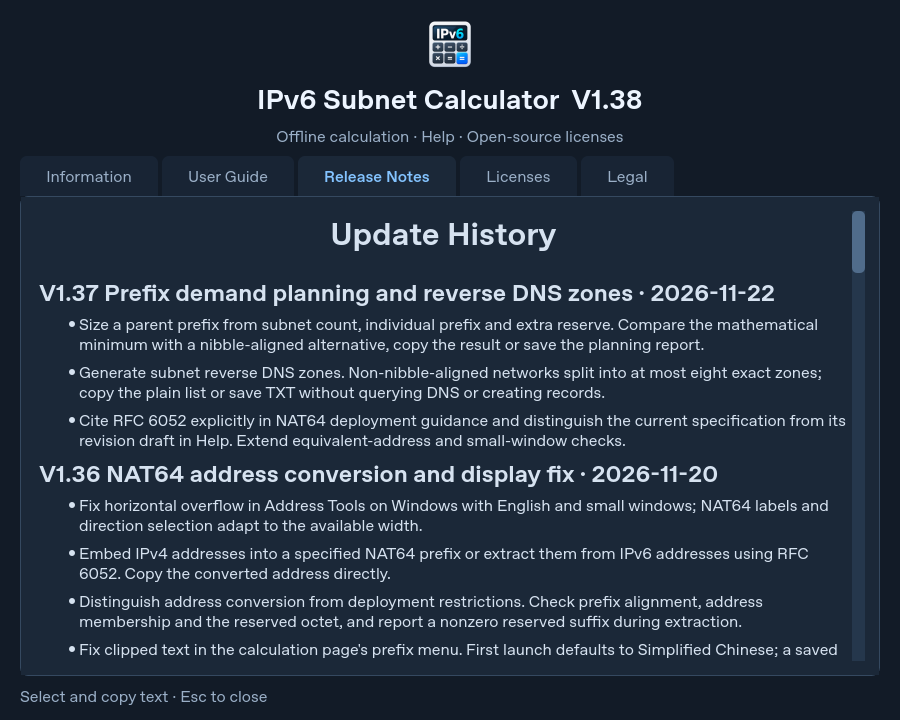 IPv6
IPv6 Subnet Calculator V1.38
Offline calculation · Help · Open-source licenses
Information User Guide Release Notes Licenses Legal
Update History
V1.37 Prefix demand planning and reverse DNS zones · 2026-11-22
• Size a parent prefix from subnet count, individual prefix and extra reserve. Compare the mathematical
minimum with a nibble-aligned alternative, copy the result or save the planning report.
• Generate subnet reverse DNS zones. Non-nibble-aligned networks split into at most eight exact zones;
copy the plain list or save TXT without querying DNS or creating records.
• Cite RFC 6052 explicitly in NAT64 deployment guidance and distinguish the current specification from its
revision draft in Help. Extend equivalent-address and small-window checks.
V1.36 NAT64 address conversion and display fix · 2026-11-20
• Fix horizontal overflow in Address Tools on Windows with English and small windows; NAT64 labels and
direction selection adapt to the available width.
• Embed IPv4 addresses into a specified NAT64 prefix or extract them from IPv6 addresses using RFC
6052. Copy the converted address directly.
• Distinguish address conversion from deployment restrictions. Check prefix alignment, address
membership and the reserved octet, and report a nonzero reserved suffix during extraction.
• Fix clipped text in the calculation page's prefix menu. First launch defaults to Simplified Chinese; a saved
Select and copy text · Esc to close